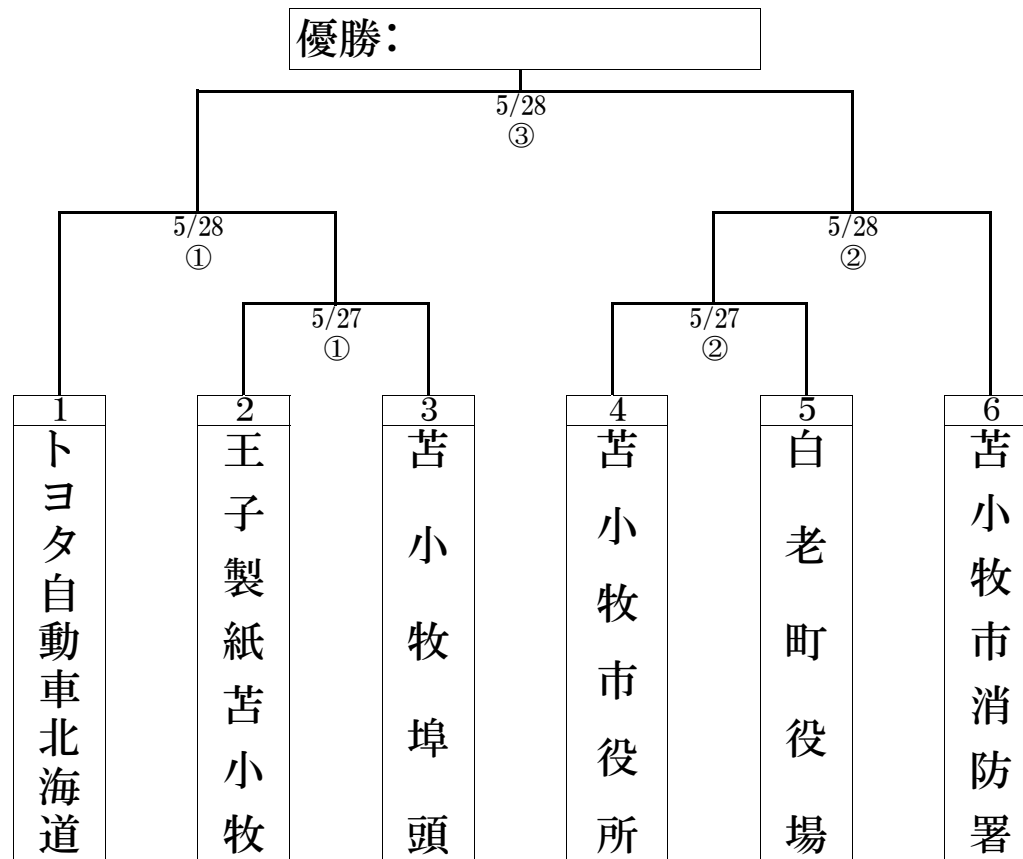 優勝：
5/28
③
5/28
①
5/28
②
5/27
①
5/27
②
1
2
3
4
5
6
トヨタ自動車北海道
王子製紙苫小牧
苫小牧埠頭
苫小牧市役所
白老町役場
苫小牧市消防署